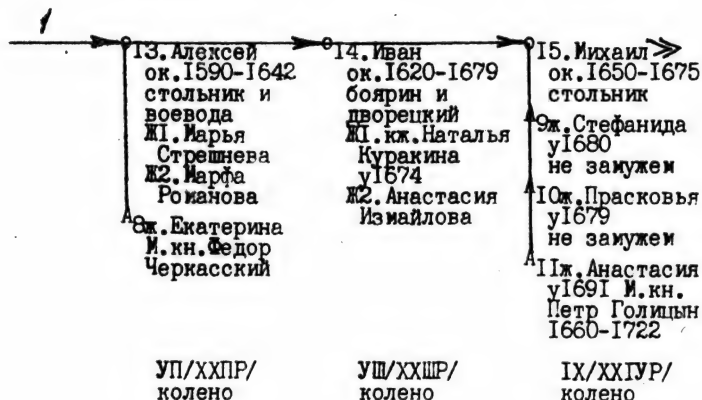 1
13.Алексей
ок.1590-1642
стольник и
воевода
Ж1.Марья
Стрешнева
Ж2.Марфа
Романова
8ж.Екатерина
М.кн.Федор
Черкасский
14.Иван
ок.1620-1679
боярин и
дворецкий
Ж1.кж.Наталья
Куракина
у1674
Ж2.Анастасия
Измайлова
15.Михаил
ок.1650-1675
стольник
9ж.Стефанида
у1680
не замужем
10ж.Прасковья
у1679
не замужем
11ж.Анастасия
у1691 М.кн.
Петр Голицын
1660-1722
УП/ХХПР/
колено
УШ/ХХШР/
колено
IX/ХХIУР/
колено